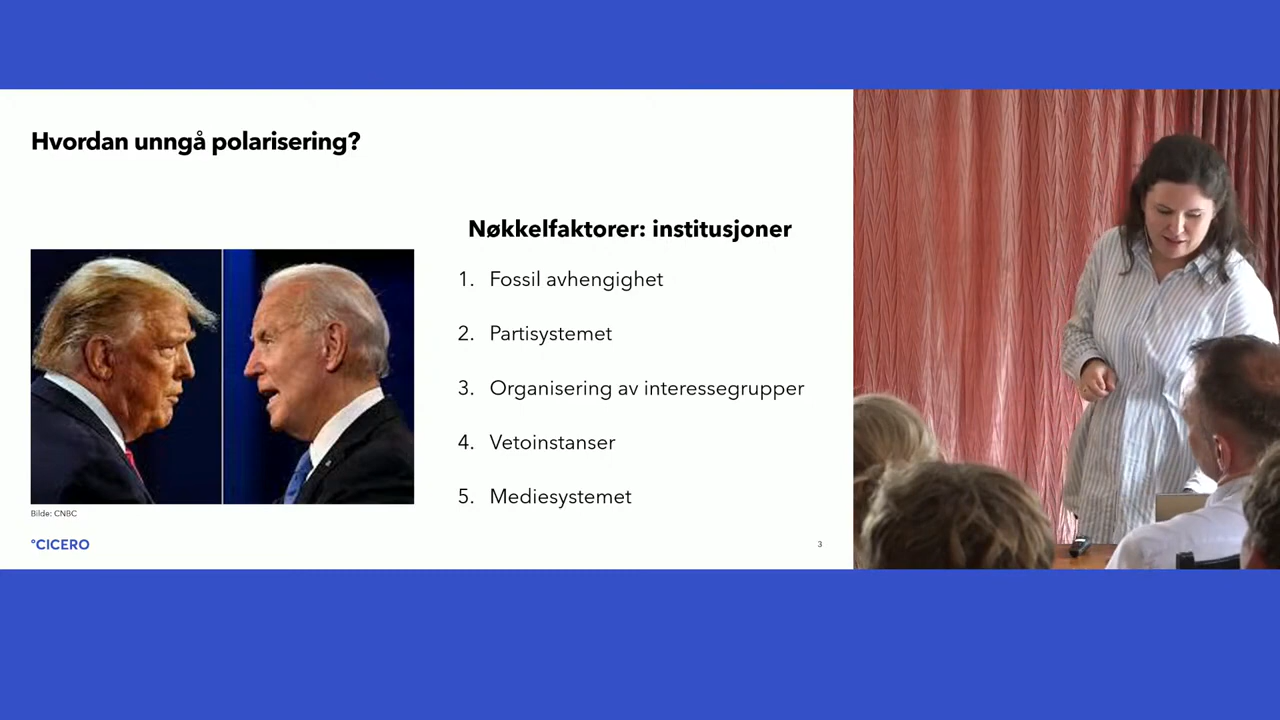 Hvordan unngå polarisering?
Nøkkelfaktorer: institusjoner
1. Fossil avhengighet
2. Partisystemet
3. Organisering av interessegrupper
4. Vetoinstanser
5. Mediesystemet
Bilde: CNBC
°CICERO
3